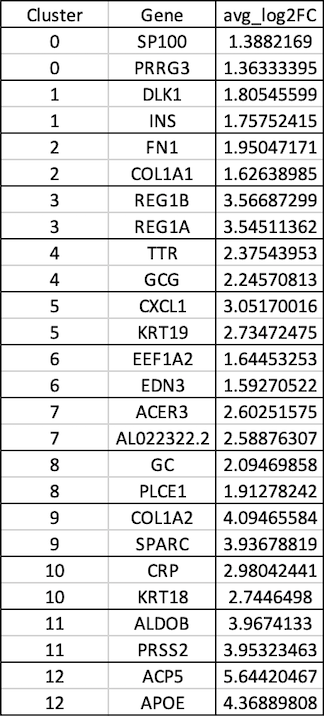 Cluster Gene avg_log2FC
0 SP100 1.3882169
0 PRRG3 1.36333395
1 DLK1 1.80545599
1 INS 1.75752415
2 FN1 1.95047171
2 COL1A1 1.62638985
3 REG1B 3.56687299
3 REG1A 3.54511362
4 TTR 2.37543953
4 GCG 2.24570813
5 CXCL1 3.05170016
5 KRT19 2.73472475
6 EEF1A2 1.64453253
6 EDN3 1.59270522
7 ACER3 2.60251575
7 AL022322.2 2.58876307
8 GC 2.09469858
8 PLCE1 1.91278242
9 COL1A2 4.09465584
9 SPARC 3.93678819
10 CRP 2.98042441
10 KRT18 2.7446498
11 ALDOB 3.9674133
11 PRSS2 3.95323463
12 ACP5 5.64420467
12 APOE 4.36889808